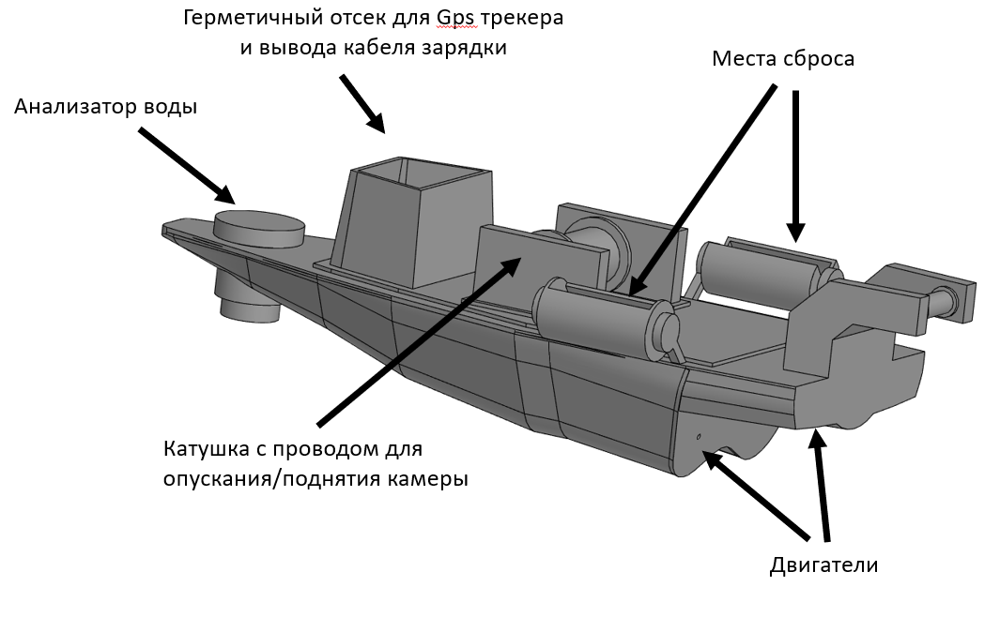 Герметичный отсек для Gps трекера
и вывода кабеля зарядки
Места сброса
Анализатор воды
Катушка с проводом для
опускания/поднятия камеры
Двигатели